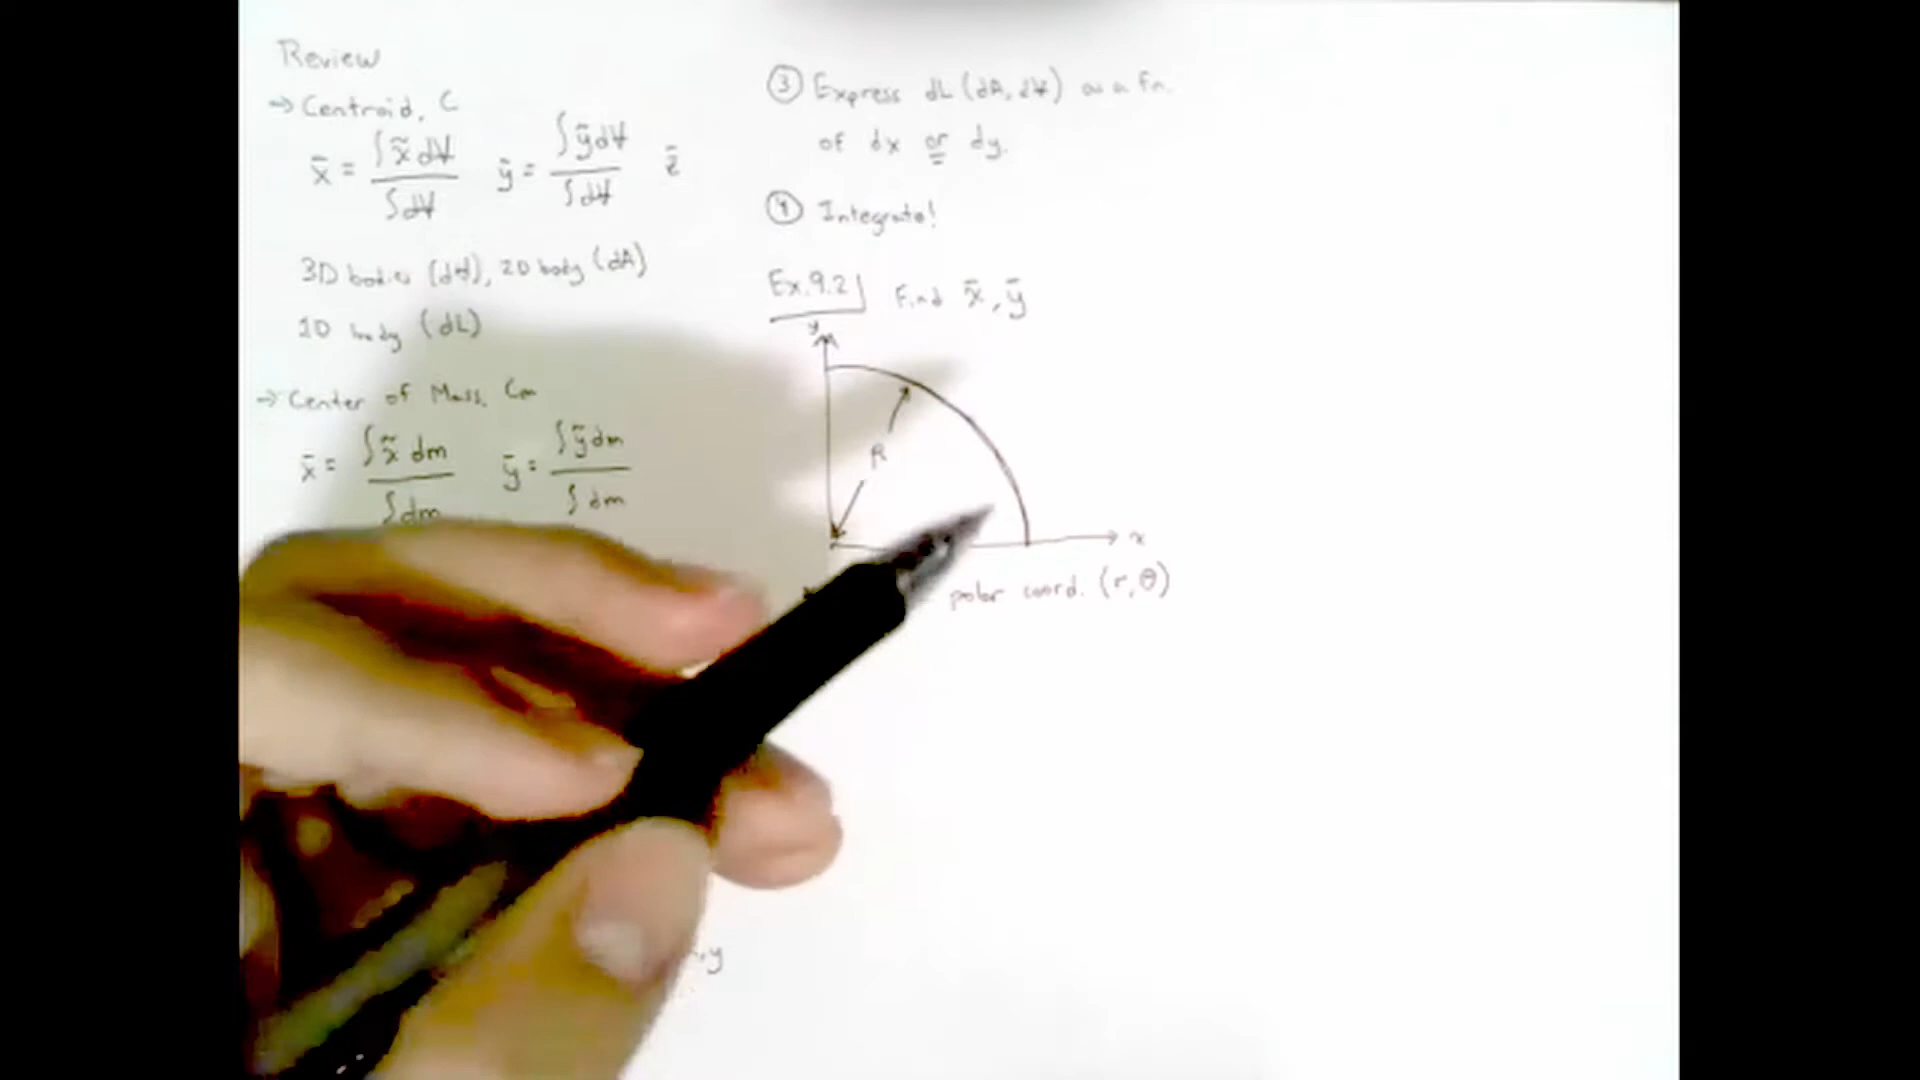 Review
→ Centroid, C
x̄ = ∫x̃dV / ∫dV ȳ = ∫ỹdV / ∫dV z̄
3D bodies (dV), 2D body (dA)
1D body (dL)
→ Center of Mass, Cm
x̄ = ∫x̃ dm / ∫dm ȳ = ∫ỹdm / ∫dm
③ Express dL (dA, dV) as a fn.
of dx or dy.
④ Integrate!
Ex. 9.2 Find x̄, ȳ
y
R
x
polar coord. (r, θ)